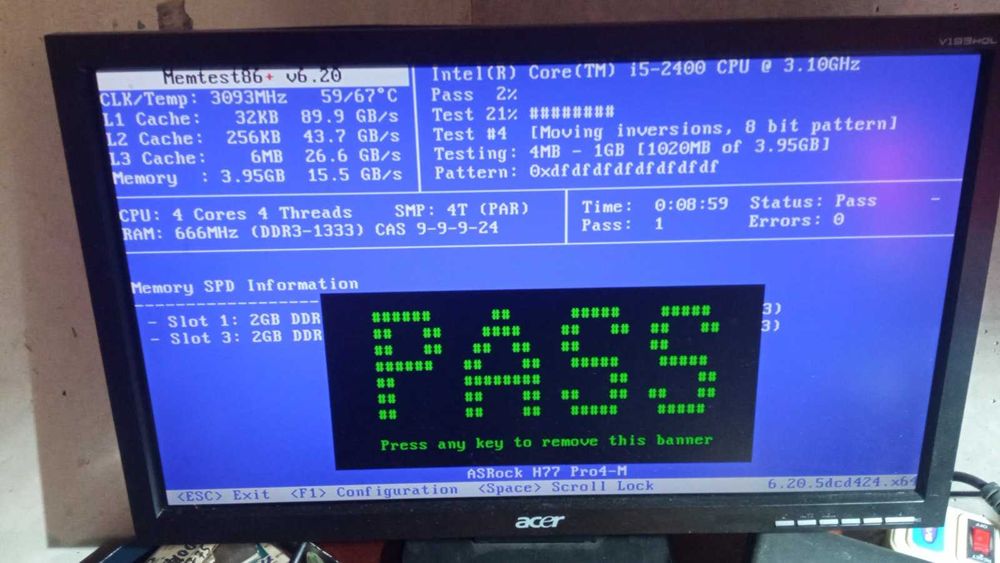 V193HQL
Memtest86+ v6.20
Intel(R) Core(TM) i5-2400 CPU @ 3.10GHz
CLK/Temp: 3093MHz 59/67°C
Pass 2%
L1 Cache: 32KB 89.9 GB/s
Test 21% ########
L2 Cache: 256KB 43.7 GB/s
Test #4 [Moving inversions, 8 bit pattern]
L3 Cache: 6MB 26.6 GB/s
Testing: 4MB - 1GB [1020MB of 3.95GB]
Memory : 3.95GB 15.5 GB/s
Pattern: 0xdfdfdfdfdfdfdfdf
CPU: 4 Cores 4 Threads SMP: 4T (PAR)
Time: 0:08:59 Status: Pass -
RAM: 666MHz (DDR3-1333) CAS 9-9-9-24
Pass: 1 Errors: 0
Memory SPD Information
- Slot 1: 2GB DDR 3)
- Slot 3: 2GB DDR 3)
PASS
Press any key to remove this banner
ASRock H77 Pro4-M
<ESC> Exit <F1> Configuration <Space> Scroll Lock 6.20.5dcd424.x64
acer